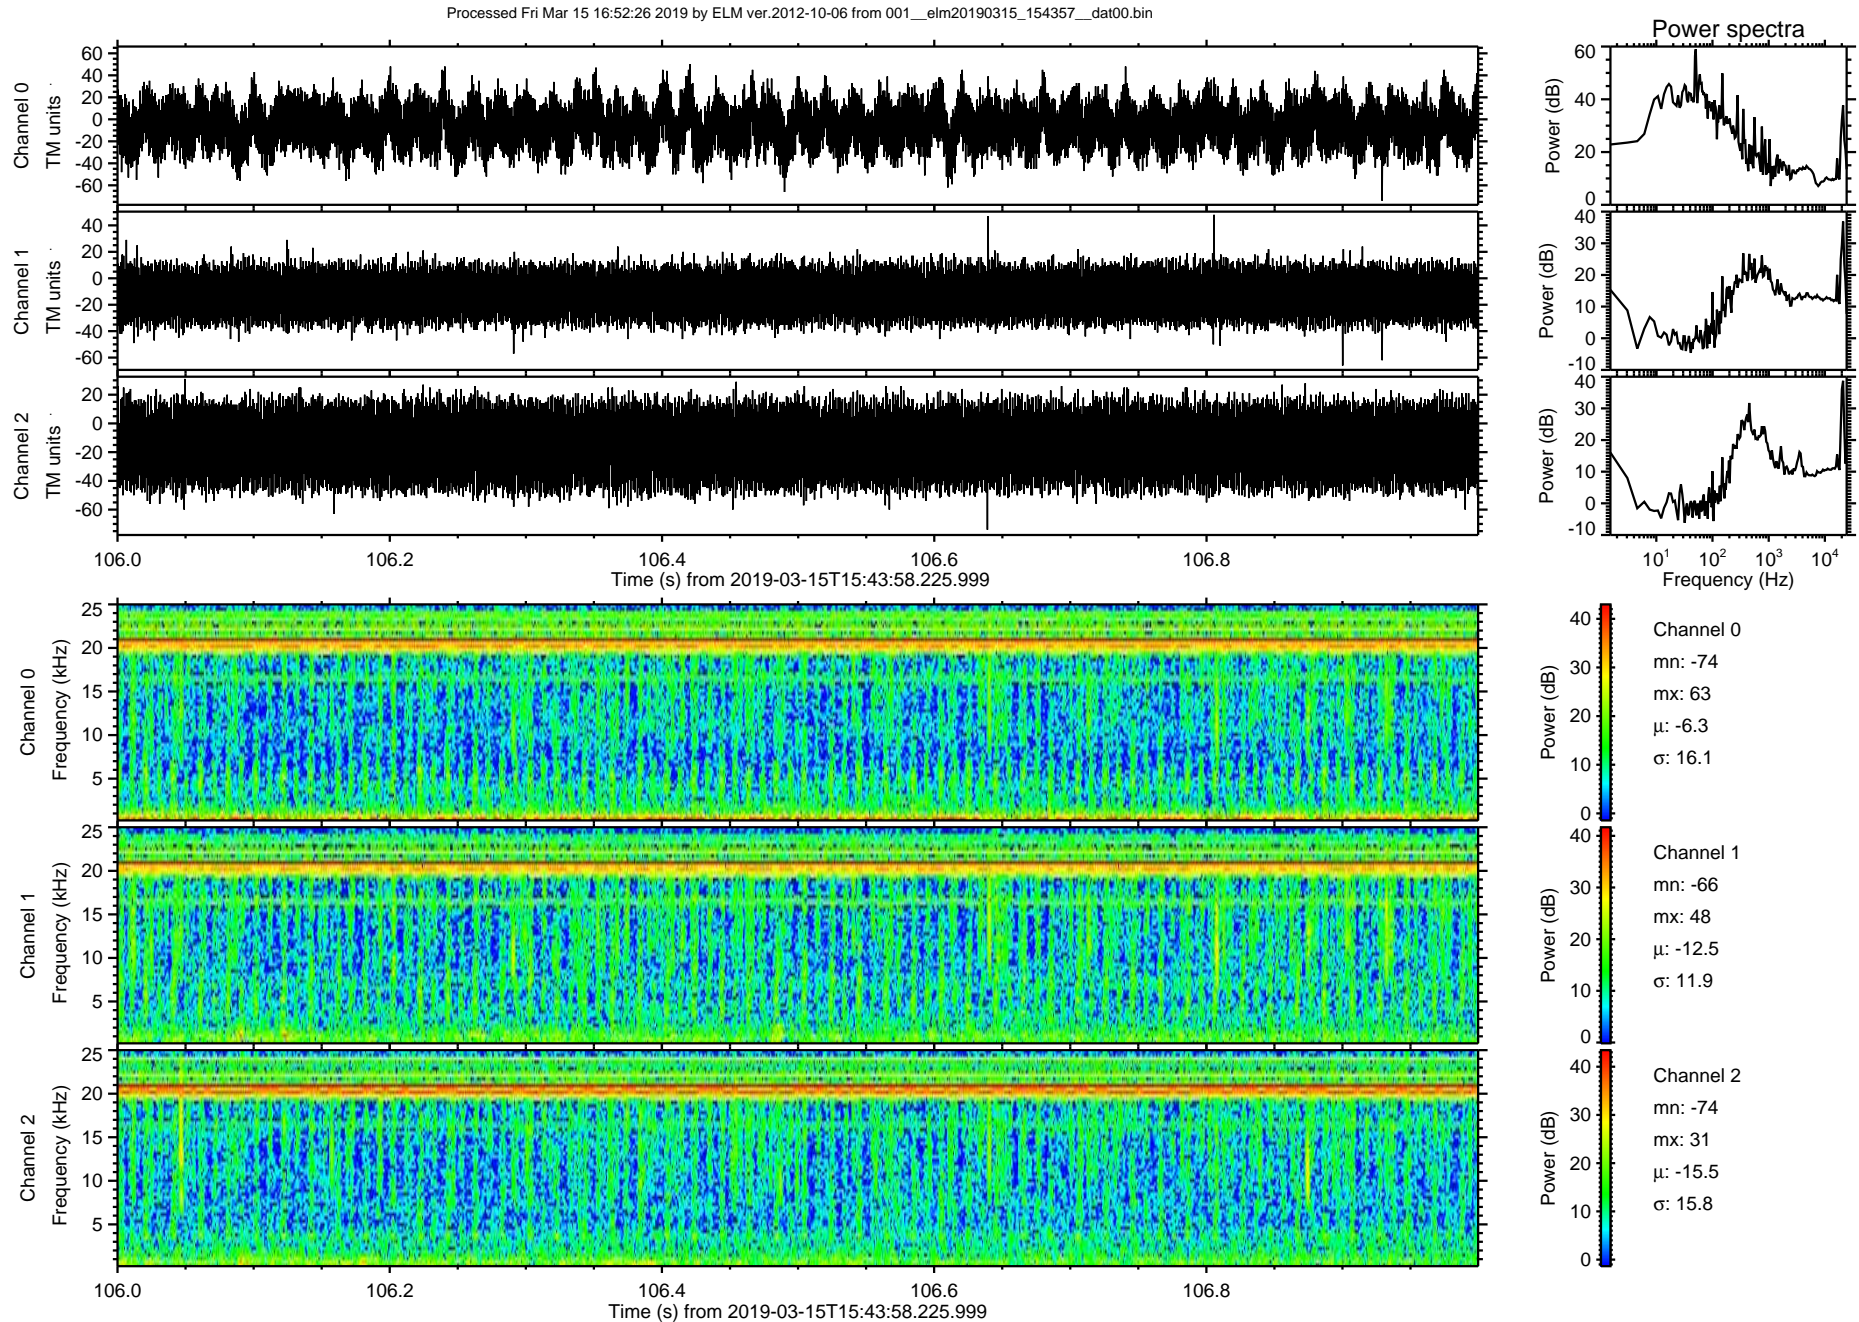 Processed Fri Mar 15 16:52:26 2019 by ELM ver.2012-10-06 from 001__elm20190315_154357__dat00.bin
Power spectra
Channel 0
TM units
60
40
20
0
-20
-40
-60
Power (dB)
60
40
20
0
Channel 1
TM units
40
20
0
-20
-40
-60
Power (dB)
40
30
20
10
0
-10
Channel 2
TM units
20
0
-20
-40
-60
Power (dB)
40
30
20
10
0
-10
106.0 106.2 106.4 106.6 106.8
Time (s) from 2019-03-15T15:43:58.225.999
10¹ 10² 10³ 10⁴
Frequency (Hz)
Channel 0
Frequency (kHz)
25
20
15
10
5
Power (dB)
40
30
20
10
0
Channel 0
mn: -74
mx: 63
μ: -6.3
σ: 16.1
Channel 1
Frequency (kHz)
25
20
15
10
5
Power (dB)
40
30
20
10
0
Channel 1
mn: -66
mx: 48
μ: -12.5
σ: 11.9
Channel 2
Frequency (kHz)
25
20
15
10
5
Power (dB)
40
30
20
10
0
Channel 2
mn: -74
mx: 31
μ: -15.5
σ: 15.8
106.0 106.2 106.4 106.6 106.8
Time (s) from 2019-03-15T15:43:58.225.999